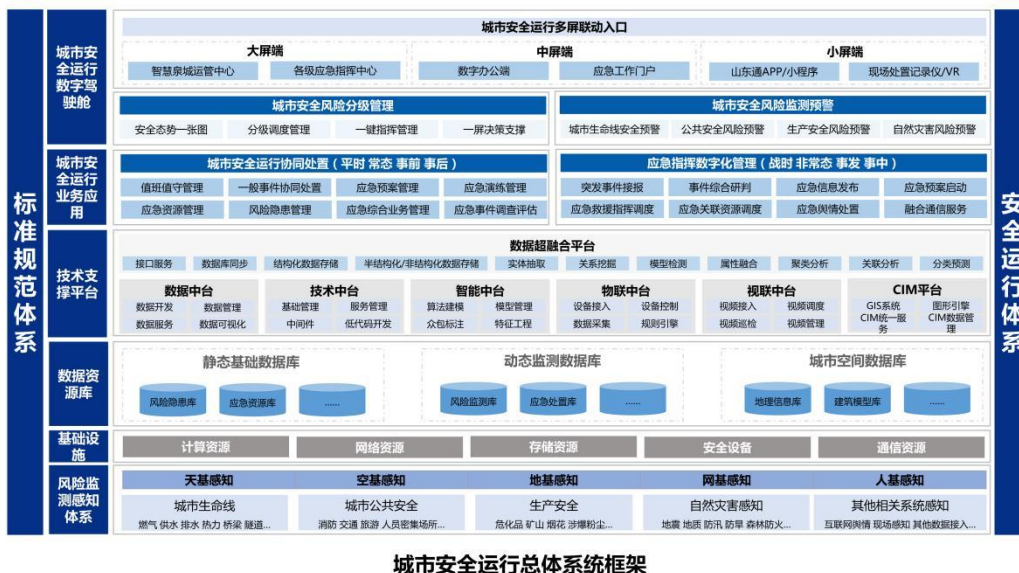 标准规范体系
安全运行体系
城市安全运行数字驾驶舱
城市安全运行多屏联动入口
大屏端 中屏端 小屏端
智慧泉城运管中心 各级应急指挥中心 数字办公端 应急工作门户 山东通APP/小程序 现场处置记录仪/VR
城市安全风险分级管理 城市安全风险监测预警
安全态势一张图 分级调度管理 一键指挥管理 一屏决策支撑 城市生命线安全预警 公共安全风险预警 生产安全风险预警 自然灾害风险预警
城市安全运行业务应用
城市安全运行协同处置（平时 常态 事前 事后） 应急指挥数字化管理（战时 非常态 事发 事中）
值班值守管理 一般事件协同处置 应急预案管理 应急演练管理 突发事件接报 事件综合研判 应急信息发布 应急预案启动
应急资源管理 风险隐患管理 应急综合业务管理 应急事件调查评估 应急救援指挥调度 应急关联资源调度 应急舆情处置 融合通信服务
技术支撑平台
数据超融合平台
接口服务 数据库同步 结构化数据存储 半结构化/非结构化数据存储 实体抽取 关系挖掘 模型检测 属性融合 聚类分析 关联分析 分类预测
数据中台 技术中台 智能中台 物联中台 视联中台 CIM平台
数据开发 数据管理 基础管理 服务管理 算法建模 模型管理 设备接入 设备控制 视频接入 视频调度 GIS系统 图形引擎
数据服务 数据可视化 中间件 低代码开发 众包标注 特征工程 数据采集 规则引擎 视频巡检 视频管理 CIM统一服务 CIM数据管理
数据资源库
静态基础数据库 动态监测数据库 城市空间数据库
风险隐患库 应急资源库 …… 风险监测库 应急处置库 …… 地理信息库 建筑模型库 ……
基础设施
计算资源 网络资源 存储资源 安全设备 通信资源
风险监测感知体系
天基感知 空基感知 地基感知 网基感知 人基感知
城市生命线 城市公共安全 生产安全 自然灾害感知 其他相关系统感知
燃气 供水 排水 热力 桥梁 隧道... 消防 交通 旅游 人员密集场所... 危化品 矿山 烟花 涉爆粉尘... 地震 地质 防汛 防旱 森林防火... 互联网舆情 现场感知 其他数据接入...
城市安全运行总体系统框架